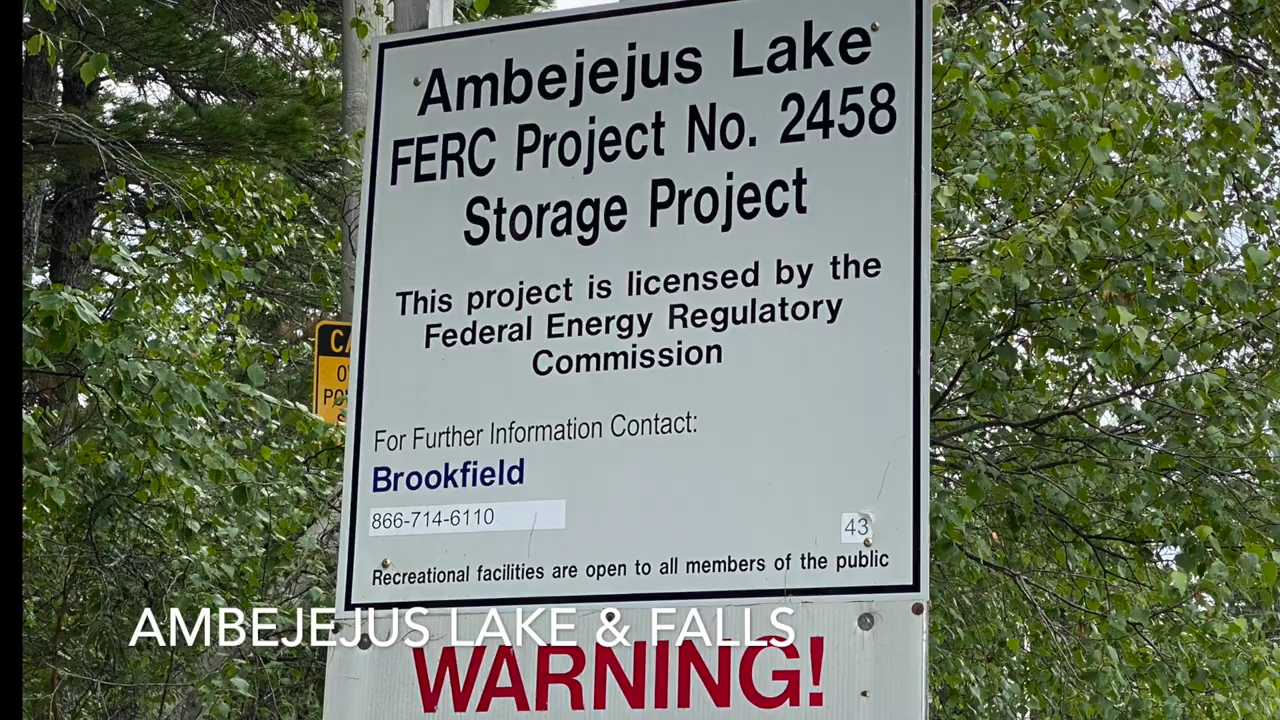 Ambejejus Lake
FERC Project No. 2458
Storage Project
This project is licensed by the
Federal Energy Regulatory
Commission
For Further Information Contact:
Brookfield
866-714-6110
43
Recreational facilities are open to all members of the public
AMBEJEJUS LAKE & FALLS
WARNING!